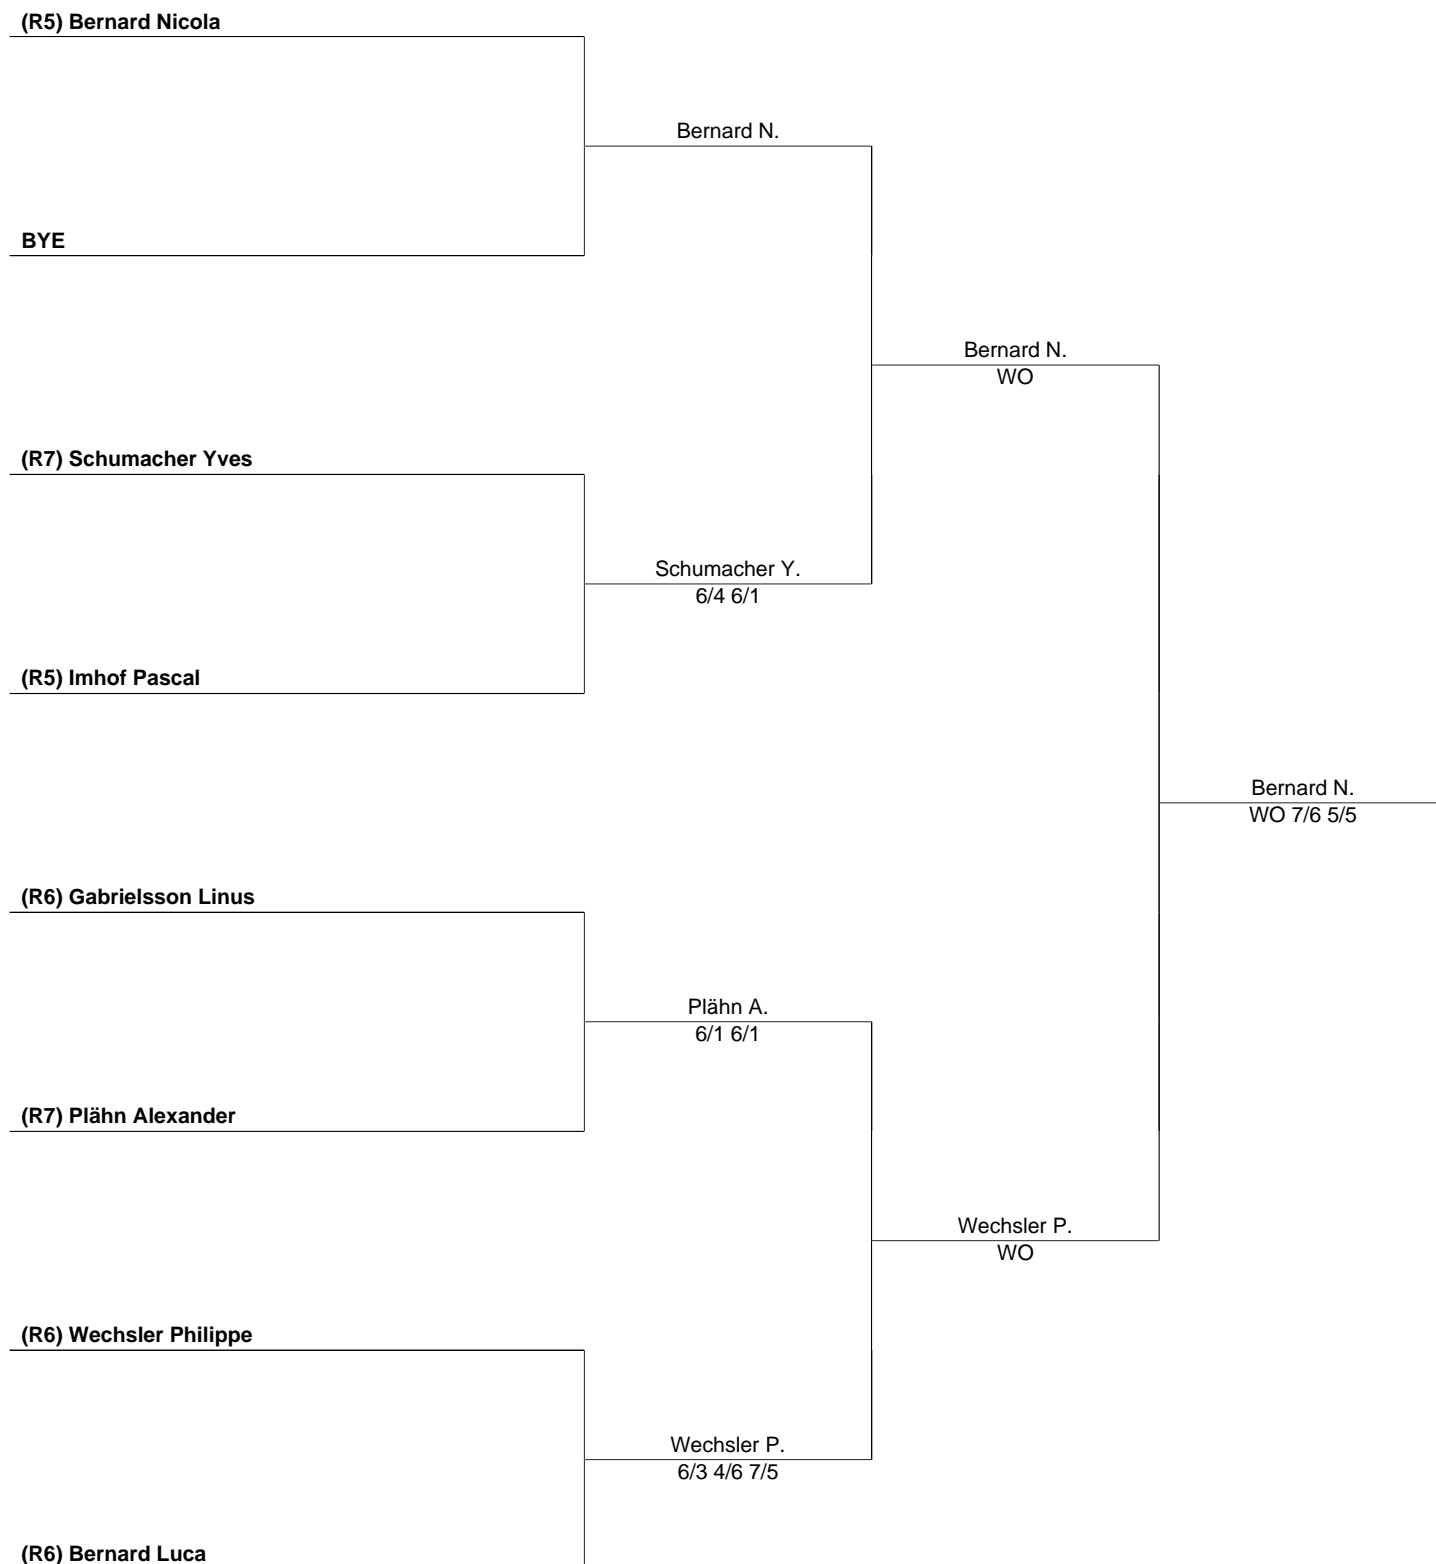 (R5) Bernard Nicola
Bernard N.
BYE
Bernard N.
WO
(R7) Schumacher Yves
Schumacher Y.
6/4 6/1
(R5) Imhof Pascal
Bernard N.
WO 7/6 5/5
(R6) Gabrielsson Linus
Plähn A.
6/1 6/1
(R7) Plähn Alexander
Wechsler P.
WO
(R6) Wechsler Philippe
Wechsler P.
6/3 4/6 7/5
(R6) Bernard Luca